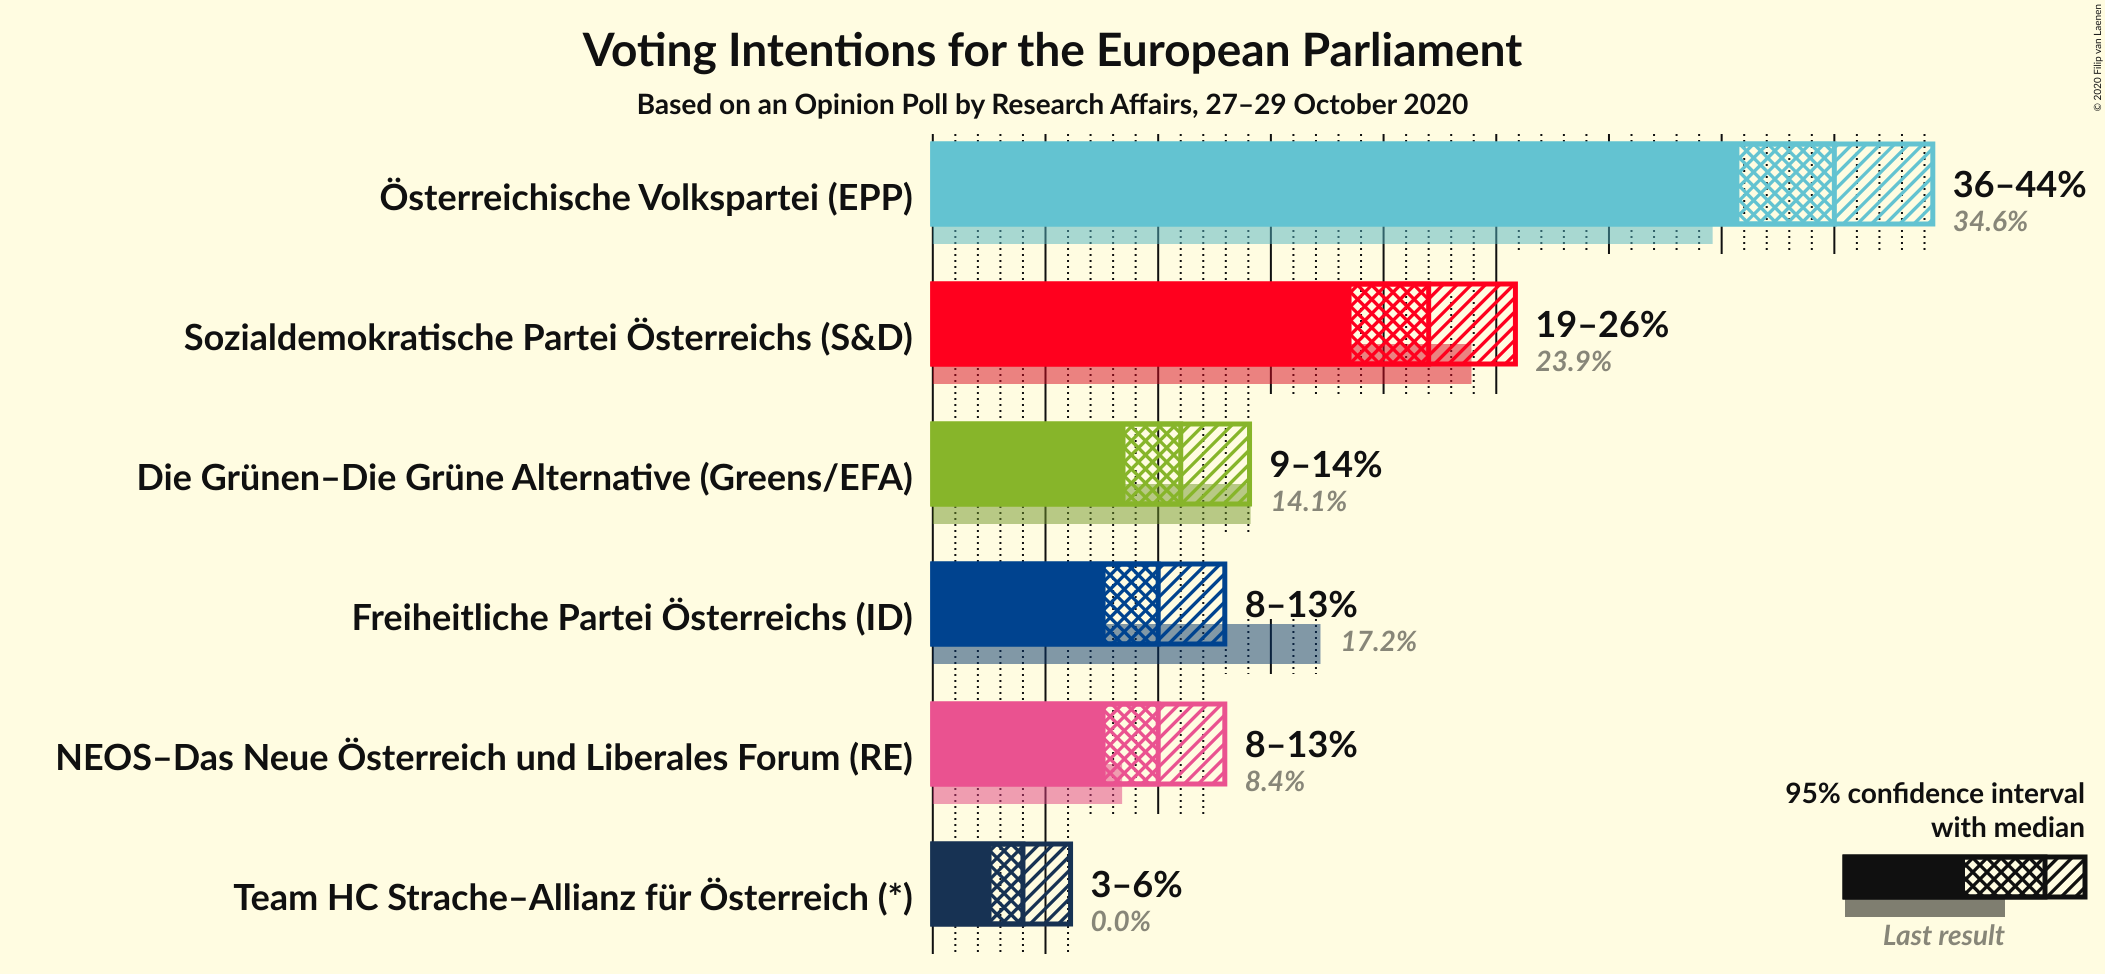 Voting Intentions for the European Parliament
Based on an Opinion Poll by Research Affairs, 27–29 October 2020
© 2020 Filip van Laenen
Österreichische Volkspartei (EPP)
36–44%
34.6%
Sozialdemokratische Partei Österreichs (S&D)
19–26%
23.9%
Die Grünen–Die Grüne Alternative (Greens/EFA)
9–14%
14.1%
Freiheitliche Partei Österreichs (ID)
8–13%
17.2%
NEOS–Das Neue Österreich und Liberales Forum (RE)
8–13%
8.4%
Team HC Strache–Allianz für Österreich (*)
3–6%
0.0%
95% confidence interval
with median
Last result